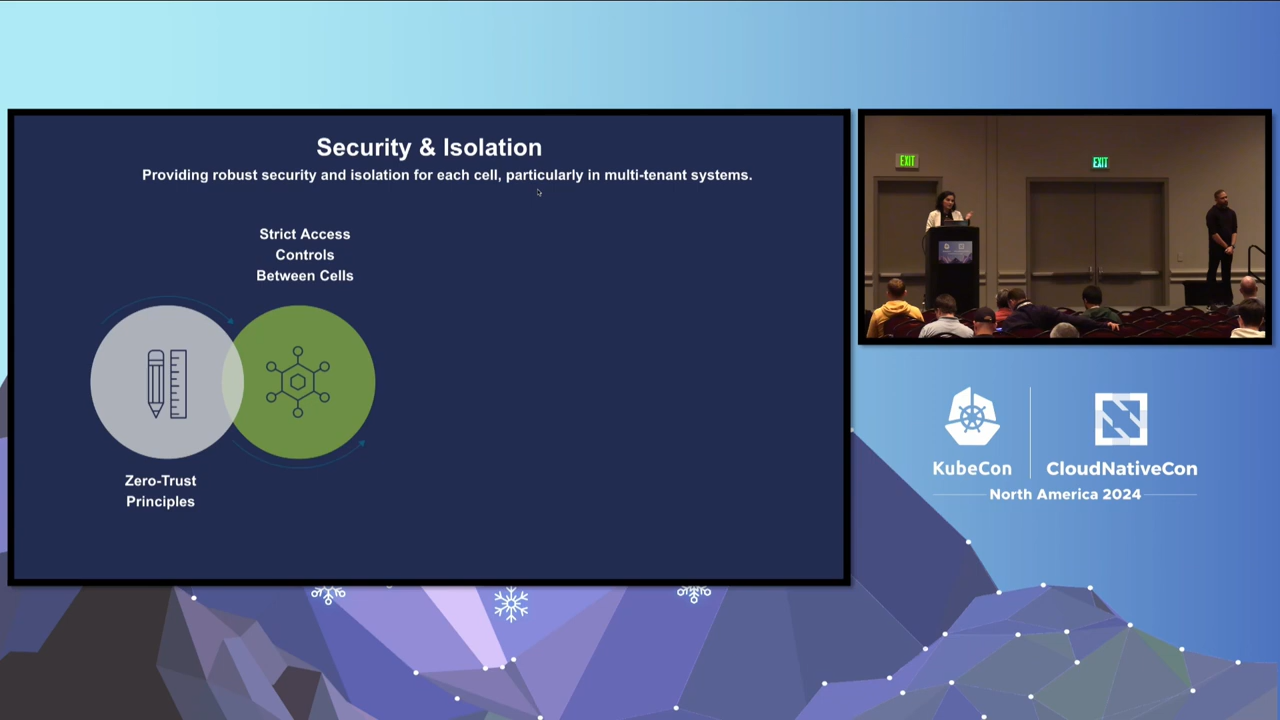 Security & Isolation
Providing robust security and isolation for each cell, particularly in multi-tenant systems.
Strict Access
Controls
Between Cells
Zero-Trust
Principles
EXIT
EXIT
KubeCon
CloudNativeCon
North America 2024